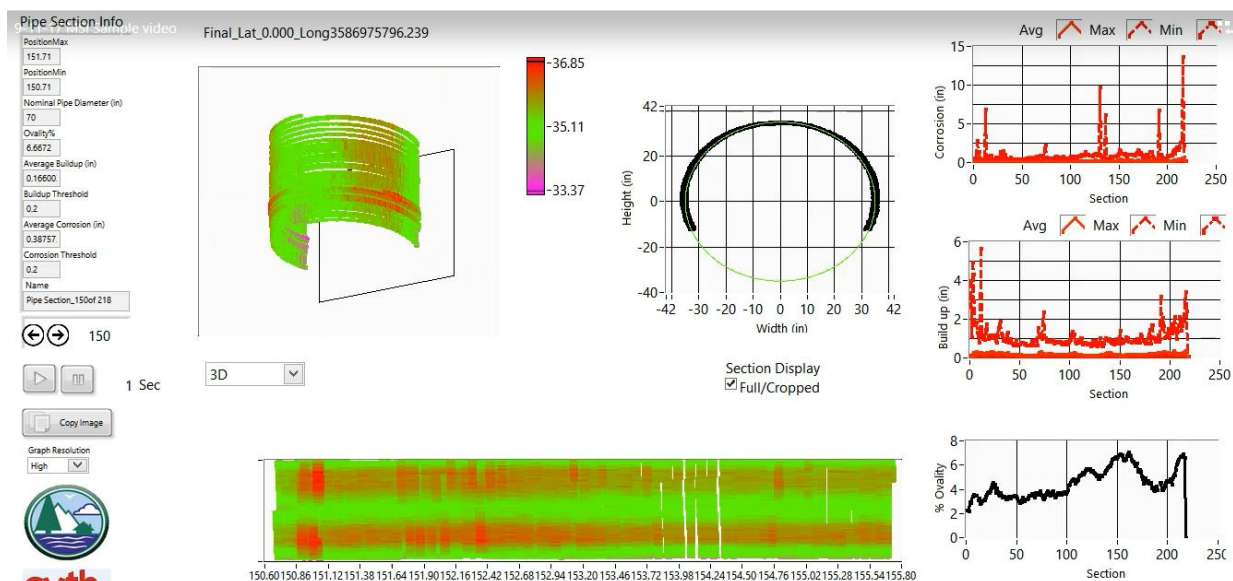 Pipe Section Info
9-11-17 MSI Sample video
PositionMax
151.71
PositionMin
150.71
Nominal Pipe Diameter (in)
70
Ovality%
6.6672
Average Buildup (in)
0.16600
Buildup Threshold
0.2
Average Corrosion (in)
0.38757
Corrosion Threshold
0.2
Name
Pipe Section_150of 218
150
1 Sec
Copy Image
Graph Resolution
High
Final_Lat_0.000_Long3586975796.239
-36.85
-35.11
-33.37
3D
42
20
0
-20
-40
-42 -30 -20 -10 0 10 20 30 42
Height (in)
Width (in)
Section Display
Full/Cropped
150.60 150.86 151.12 151.38 151.64 151.90 152.16 152.42 152.68 152.94 153.20 153.46 153.72 153.98 154.24 154.50 154.76 155.02 155.28 155.54 155.80
Avg Max Min
15
10
5
0
0 50 100 150 200 250
Corrosion (in)
Section
Avg Max Min
6
4
2
0
0 50 100 150 200 250
Build up (in)
Section
8
6
4
2
0
0 50 100 150 200 250
% Ovality
Section